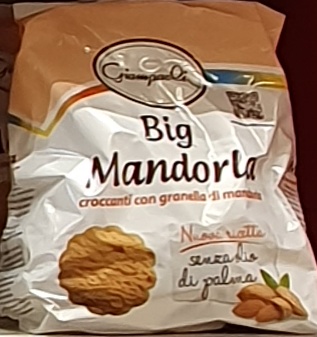 Giampaoli
Big
Mandorla
croccanti con granella di mandorle
Nuova ricetta
senza olio
di palma